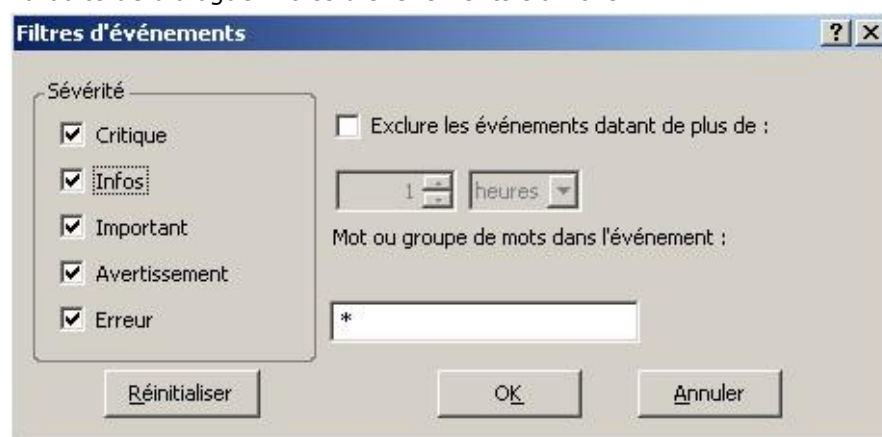 Filtres d'événements
Sévérité
Critique
Infos
Important
Avertissement
Erreur
Exclure les événements datant de plus de :
1 heures
Mot ou groupe de mots dans l'événement :
*
Réinitialiser OK Annuler